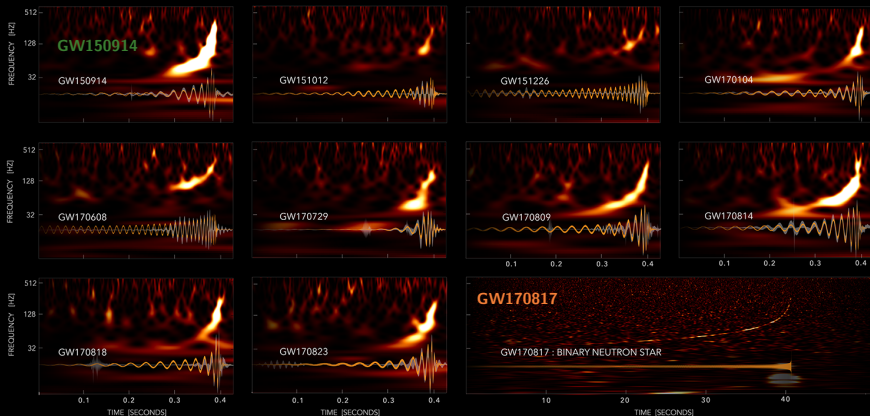 512
128
32
FREQUENCY [HZ]
GW150914
GW150914
GW151012
GW151226
GW170104
512
128
32
FREQUENCY [HZ]
GW170608
GW170729
GW170809
0.1
0.2
0.3
0.4
GW170814
0.1
0.2
0.3
0.4
512
128
32
FREQUENCY [HZ]
GW170818
0.1
0.2
0.3
0.4
TIME [SECONDS]
GW170823
0.1
0.2
0.3
0.4
TIME [SECONDS]
GW170817
GW170817 : BINARY NEUTRON STAR
10
20
30
40
50
TIME [SECONDS]